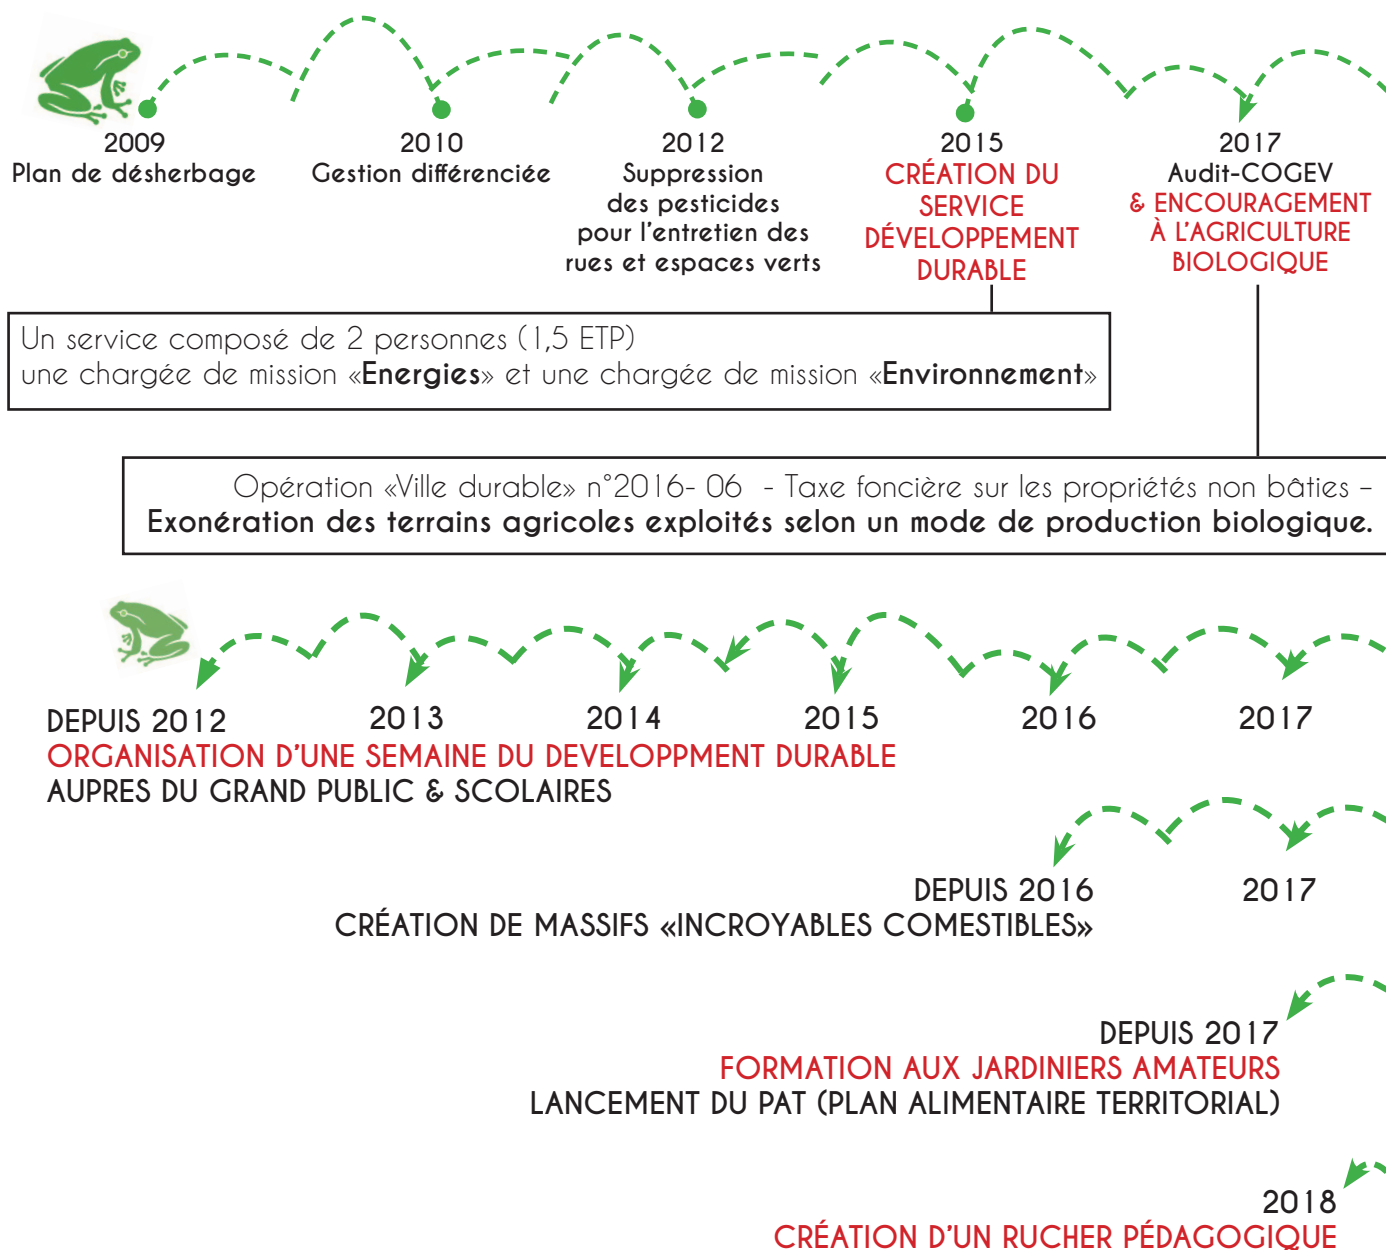 2009
Plan de désherbage
2010
Gestion différenciée
2012
Suppression
des pesticides
pour l'entretien des
rues et espaces verts
2015
CRÉATION DU
SERVICE
DÉVELOPPEMENT
DURABLE
2017
Audit-COGEV
& ENCOURAGEMENT
À L'AGRICULTURE
BIOLOGIQUE
Un service composé de 2 personnes (1,5 ETP)
une chargée de mission «Energies» et une chargée de mission «Environnement»
Opération «Ville durable» n°2016- 06 - Taxe foncière sur les propriétés non bâties –
Exonération des terrains agricoles exploités selon un mode de production biologique.
DEPUIS 2012 2013 2014 2015 2016 2017
ORGANISATION D'UNE SEMAINE DU DEVELOPPMENT DURABLE
AUPRES DU GRAND PUBLIC & SCOLAIRES
DEPUIS 2016 2017
CRÉATION DE MASSIFS «INCROYABLES COMESTIBLES»
DEPUIS 2017
FORMATION AUX JARDINIERS AMATEURS
LANCEMENT DU PAT (PLAN ALIMENTAIRE TERRITORIAL)
2018
CRÉATION D'UN RUCHER PÉDAGOGIQUE